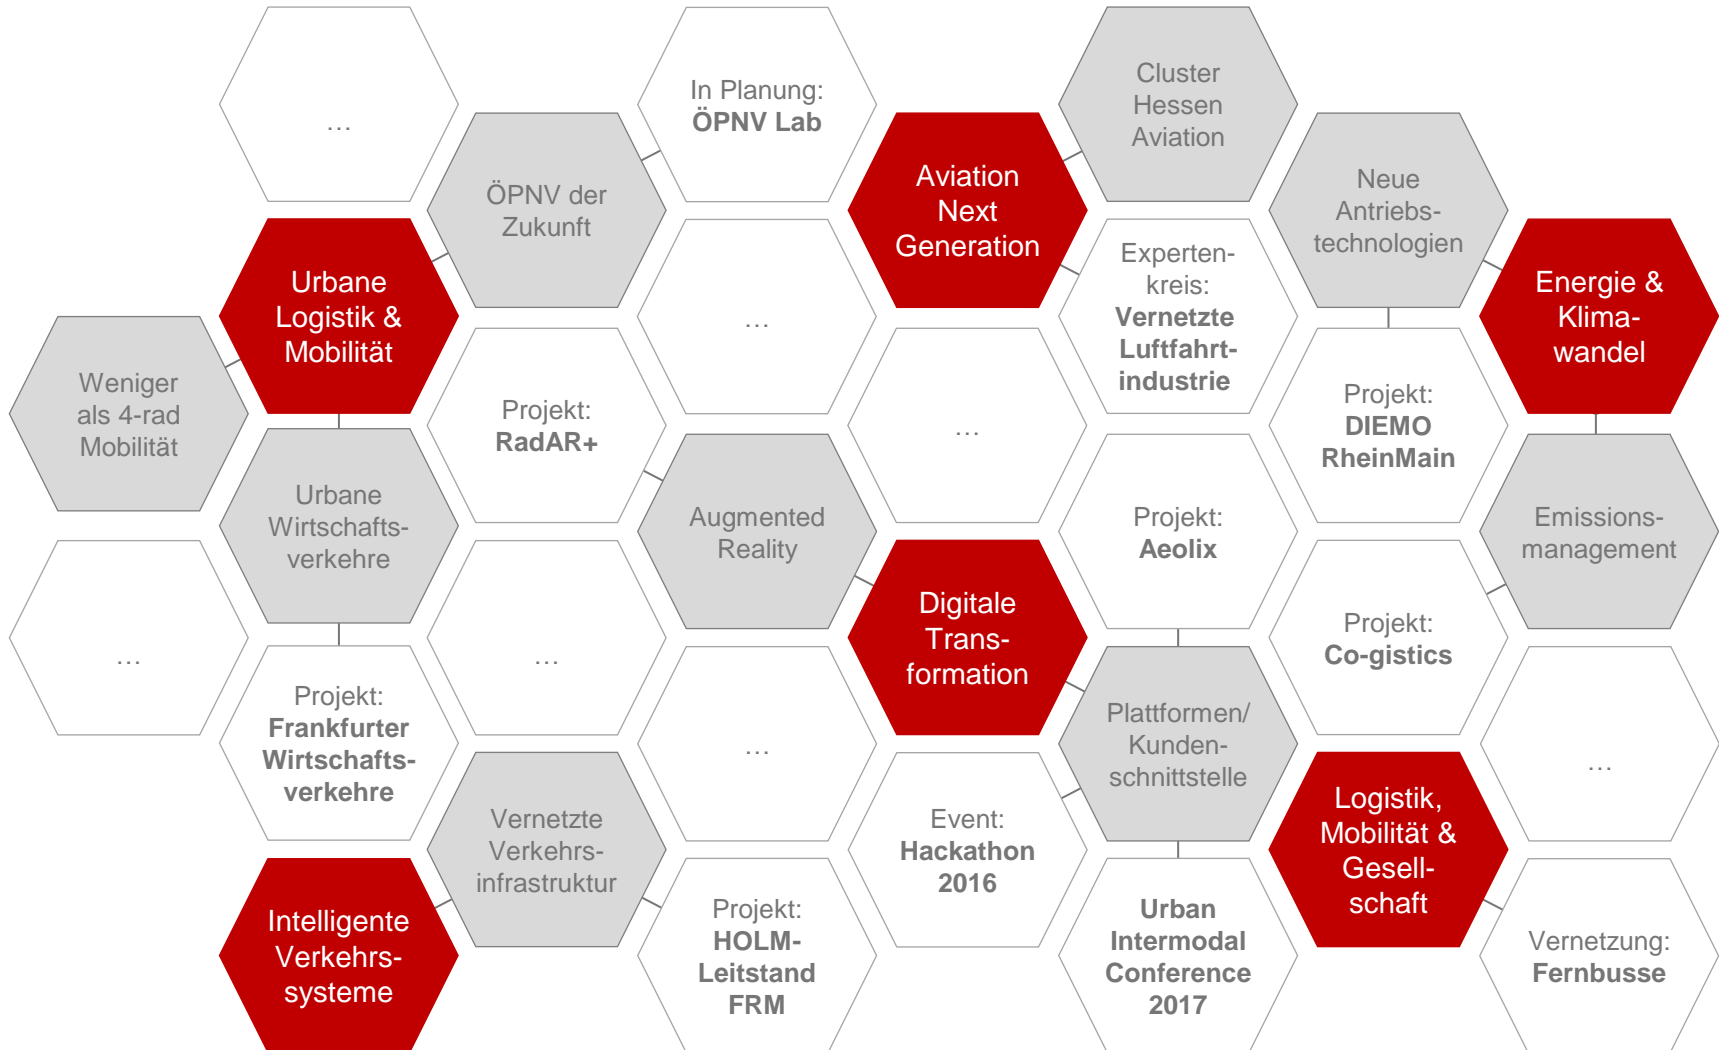 …
In Planung:
ÖPNV Lab
Cluster
Hessen
Aviation
ÖPNV der
Zukunft
Aviation
Next
Generation
Neue
Antriebs-
technologien
Urbane
Logistik &
Mobilität
…
Experten-
kreis:
Vernetzte
Luftfahrt-
industrie
Energie &
Klima-
wandel
Weniger
als 4-rad
Mobilität
Projekt:
RadAR+
…
Projekt:
DIEMO
RheinMain
Urbane
Wirtschafts-
verkehre
Augmented
Reality
Projekt:
Aeolix
Emissions-
management
…
…
Digitale
Trans-
formation
Projekt:
Co-gistics
Projekt:
Frankfurter
Wirtschafts-
verkehre
…
Plattformen/
Kunden-
schnittstelle
…
Vernetzte
Verkehrs-
infrastruktur
Event:
Hackathon
2016
Logistik,
Mobilität &
Gesell-
schaft
Intelligente
Verkehrs-
systeme
Projekt:
HOLM-
Leitstand
FRM
Urban
Intermodal
Conference
2017
Vernetzung:
Fernbusse